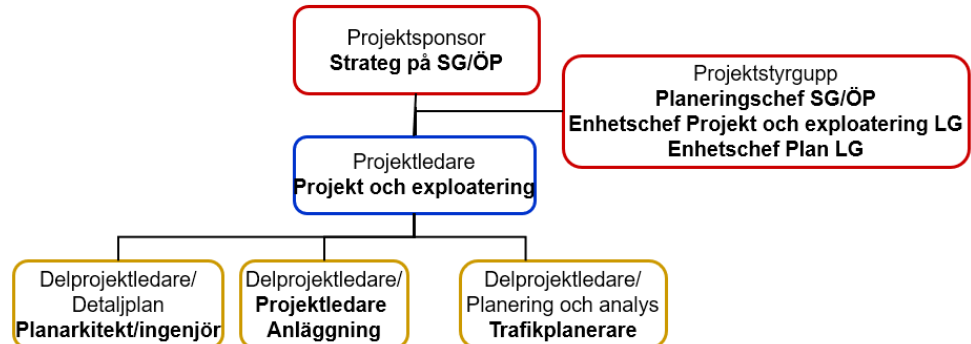 Projektsponsor
Strateg på SG/ÖP
Projektstyrgupp
Planeringschef SG/ÖP
Enhetschef Projekt och exploatering LG
Enhetschef Plan LG
Projektledare
Projekt och exploatering
Delprojektledare/
Detaljplan
Planarkitekt/ingenjör
Delprojektledare/
Projektledare
Anläggning
Delprojektledare/
Planering och analys
Trafikplanerare